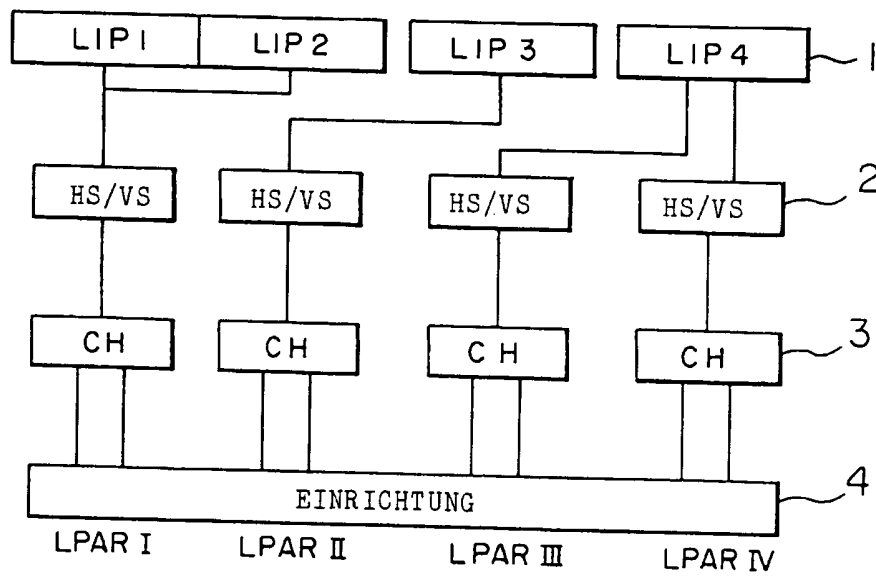 LIP1 LIP2 LIP3 LIP4 1
HS/VS HS/VS HS/VS HS/VS 2
CH CH CH CH 3
EINRICHTUNG 4
LPAR I LPAR II LPAR III LPAR IV